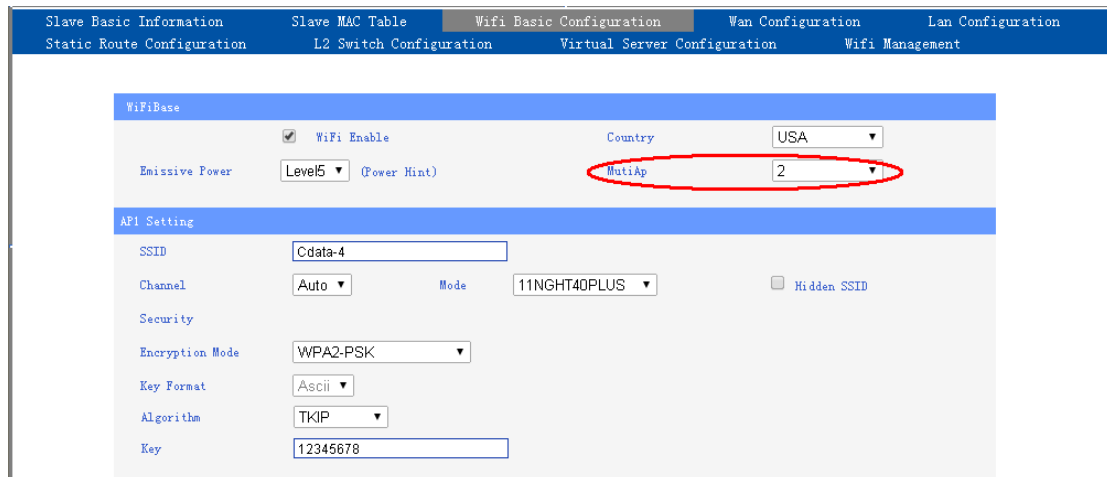 Slave Basic Information Slave MAC Table Wifi Basic Configuration Wan Configuration Lan Configuration
Static Route Configuration L2 Switch Configuration Virtual Server Configuration Wifi Management
WiFiBase
WiFi Enable Country USA
Emissive Power Level5 (Power Hint) MutiAp 2
AP1 Setting
SSID Cdata-4
Channel Auto Mode 11NGHT40PLUS Hidden SSID
Security
Encryption Mode WPA2-PSK
Key Format Ascii
Algorithm TKIP
Key 12345678